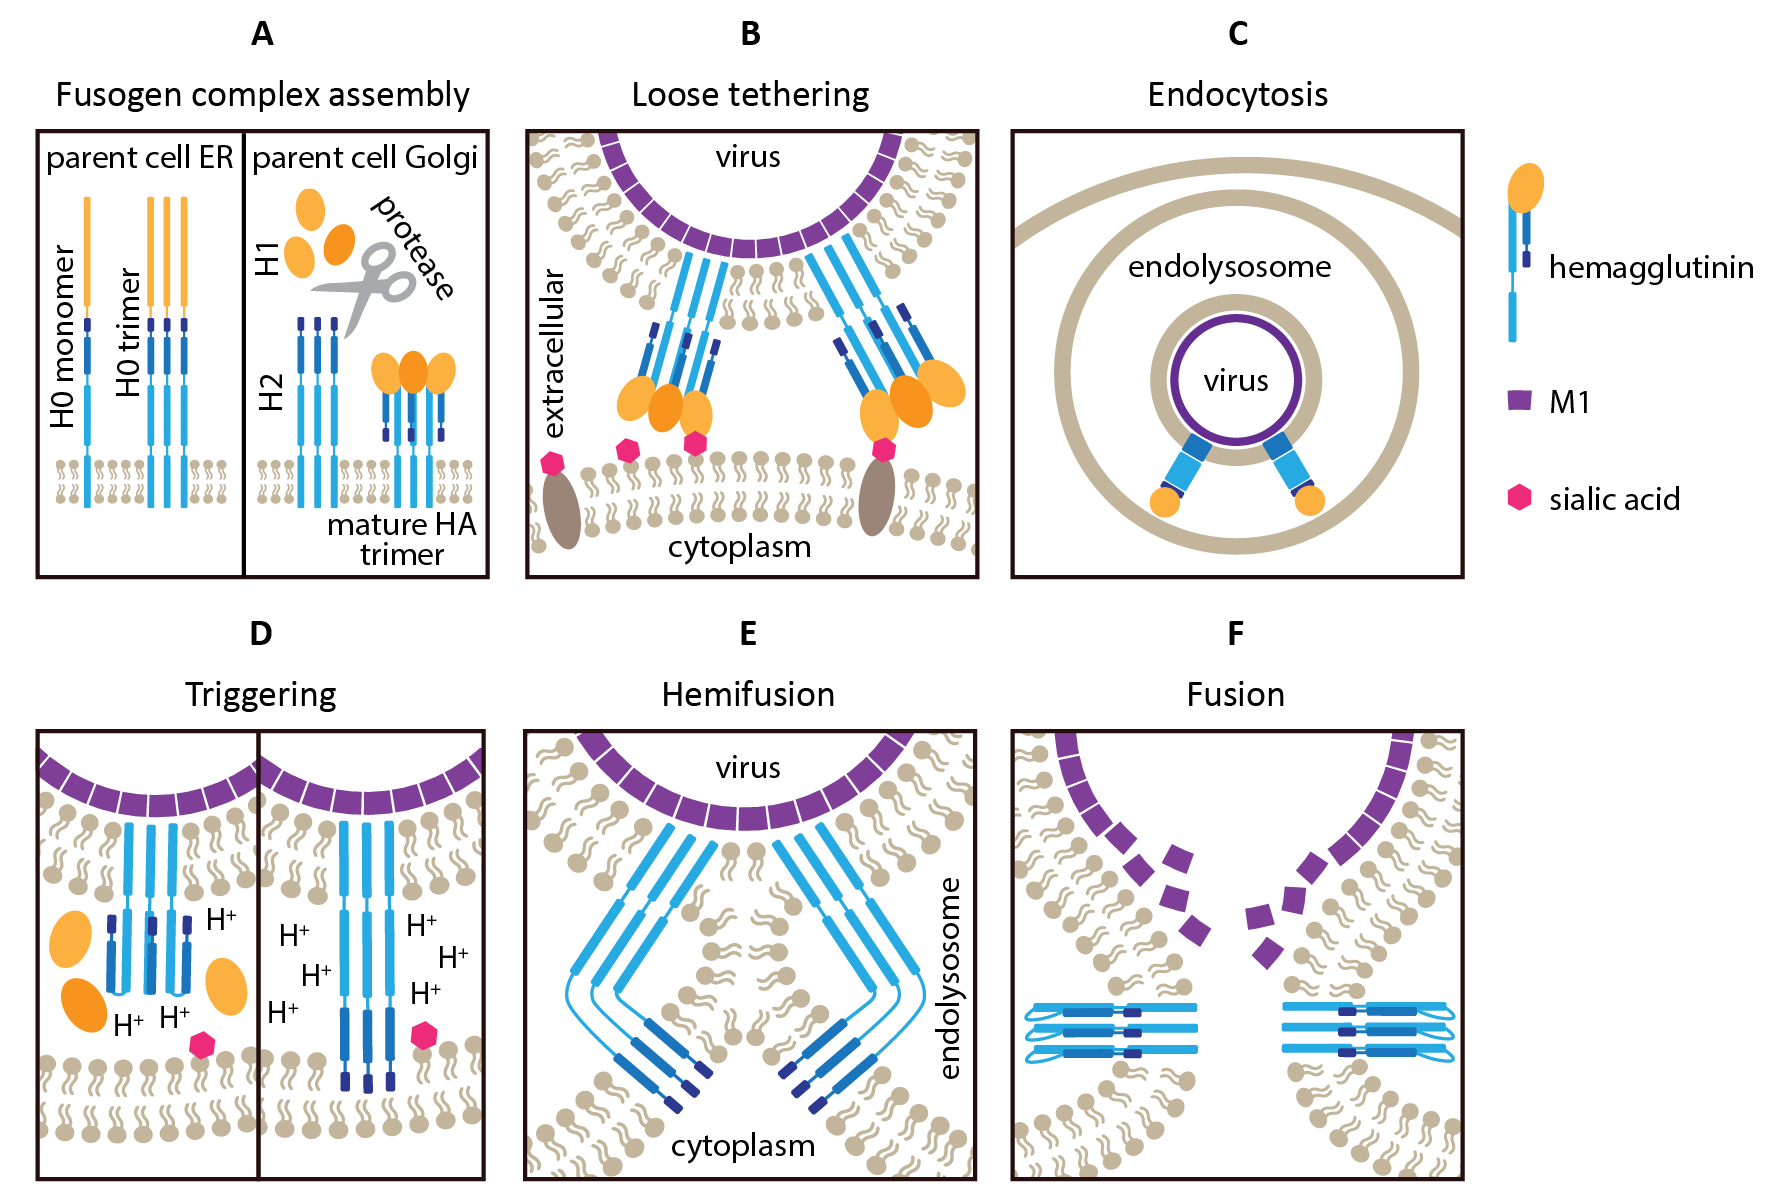 A
Fusogen complex assembly
parent cell ER
parent cell Golgi
H0 monomer
H0 trimer
H1
protease
H2
mature HA
trimer
B
Loose tethering
virus
extracellular
cytoplasm
C
Endocytosis
endolysosome
virus
hemagglutinin
M1
sialic acid
D
Triggering
H+
H+
H+
H+
H+
H+
H+
H+
H+
E
Hemifusion
virus
endolysosome
cytoplasm
F
Fusion